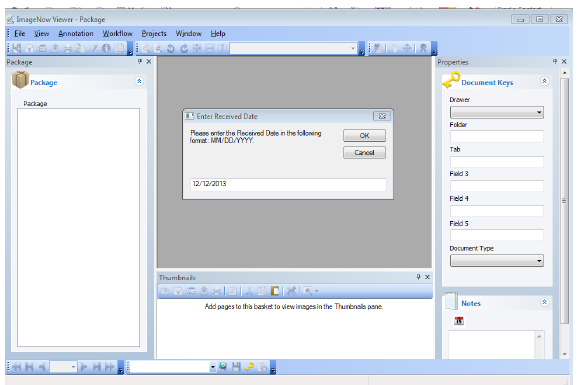 ImageNow Viewer - Package
File View Annotation Workflow Projects Window Help
Package
Package
Package
Enter Received Date
Please enter the Received Date in the following
format: MM/DD/YYYY.
OK
Cancel
12/12/2013
Thumbnails
Add pages to this basket to view images in the Thumbnails pane.
Properties
Document Keys
Drawer
Folder
Tab
Field 3
Field 4
Field 5
Document Type
Notes